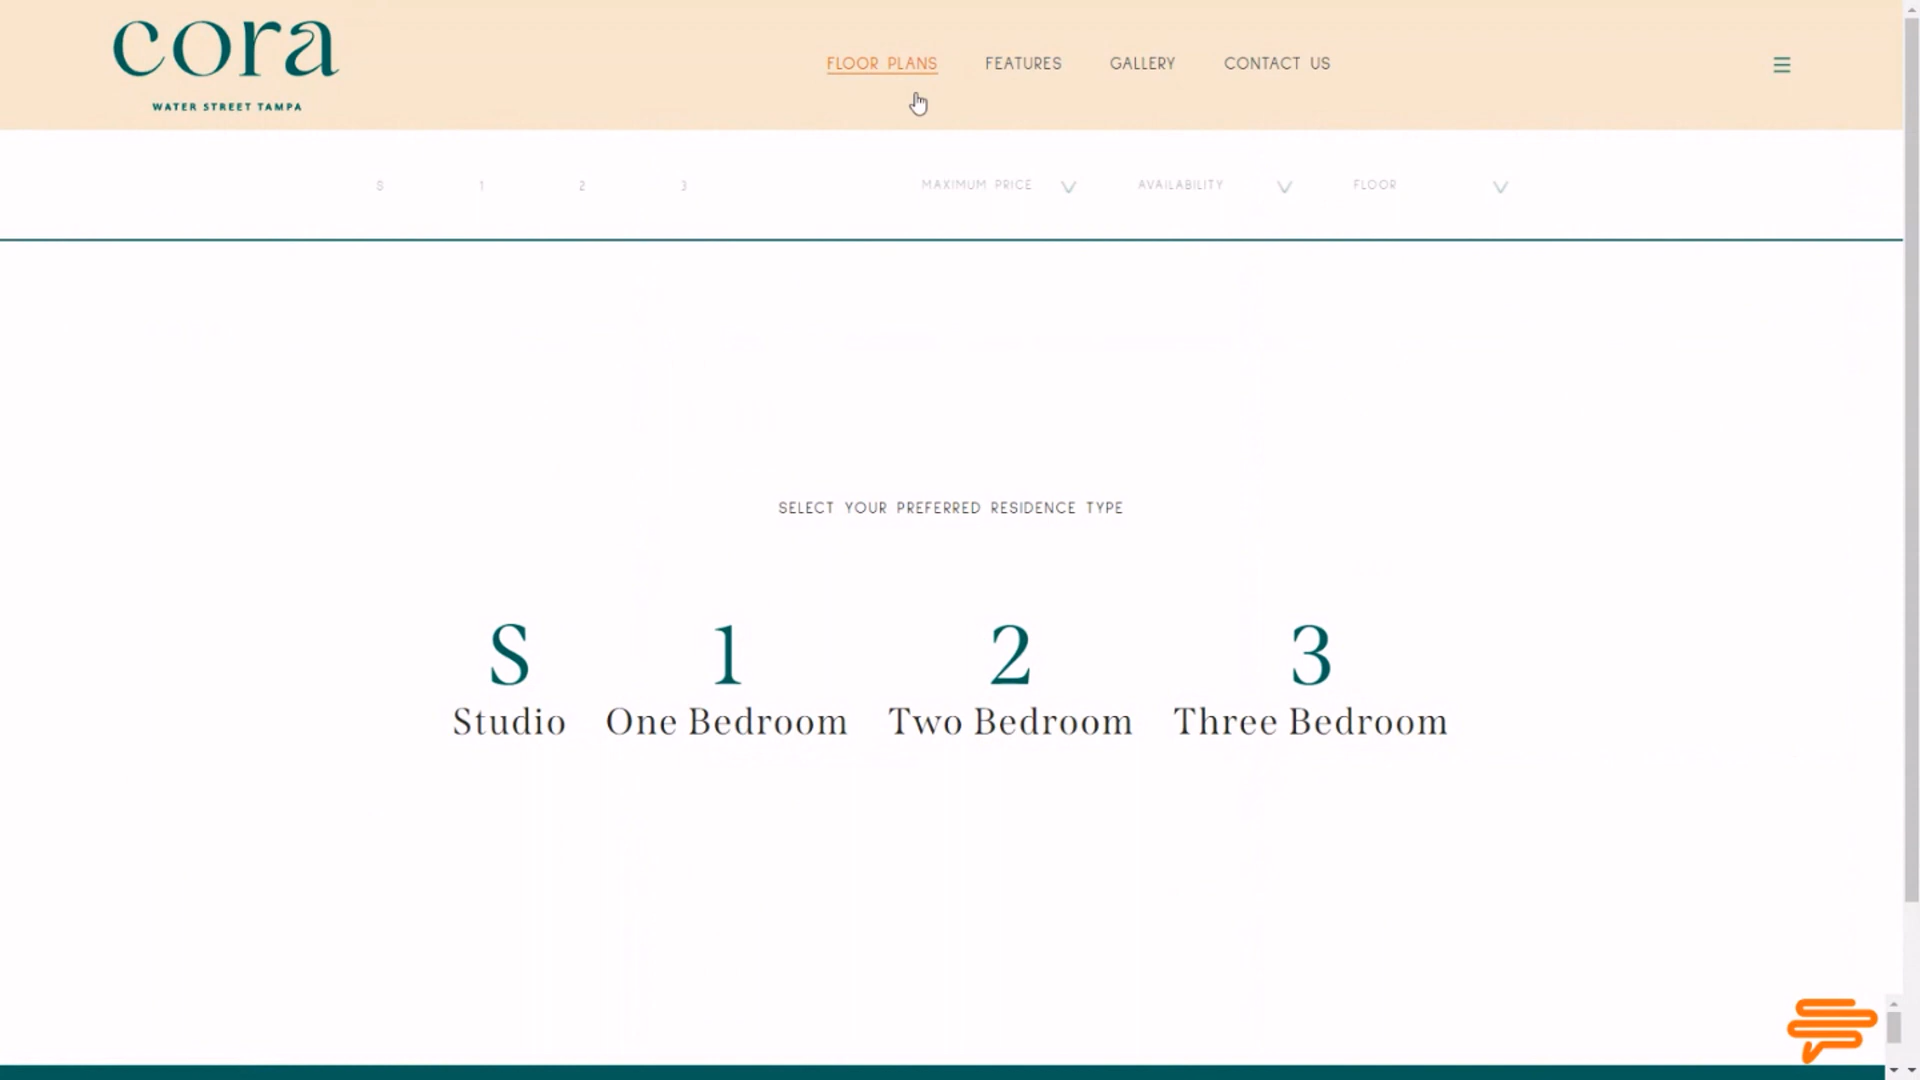 cora
WATER STREET TAMPA
FLOOR PLANS FEATURES GALLERY CONTACT US
S 1 2 3 MAXIMUM PRICE AVAILABILITY FLOOR
SELECT YOUR PREFERRED RESIDENCE TYPE
S 1 2 3
Studio One Bedroom Two Bedroom Three Bedroom